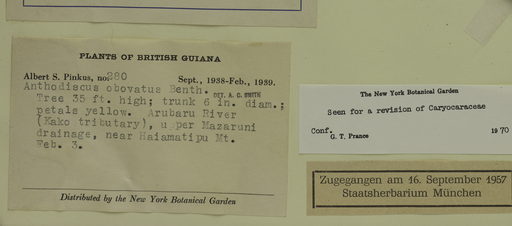 PLANTS OF BRITISH GUIANA
Albert S. Pinkus, no. 280 Sept., 1938-Feb., 1939.
Anthodiscus obovatus Benth.
DET. A. C. SMITH
Tree 35 ft. high; trunk 6 in. diam.;
petals yellow. Arubaru River
(Kako tributary), upper Mazaruni
drainage, near Haiamatipu Mt.
Feb. 3.
Distributed by the New York Botanical Garden
The New York Botanical Garden
Seen for a revision of Caryocaraceae
Conf. 1970
G. T. Prance
Zugegangen am 16. September 1957
Staatsherbarium München